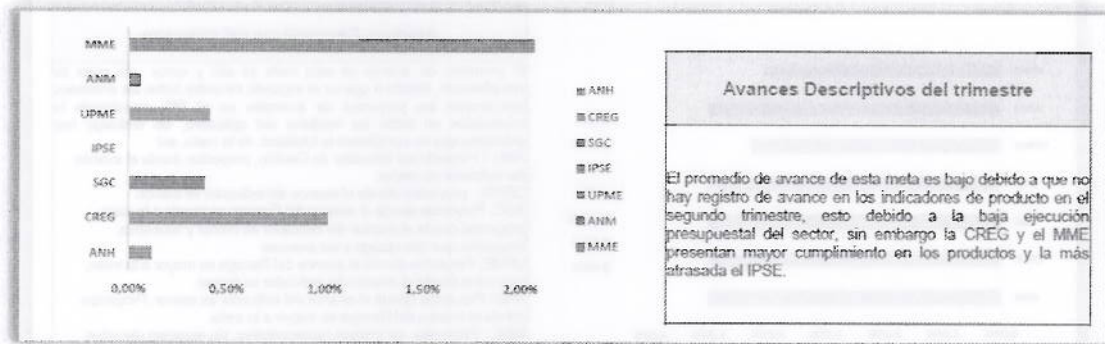 MME
ANM
UPME
IPSE
SGC
CREG
ANH
0,00%
0,50%
1,00%
1,50%
2,00%
ANH
CREG
SGC
IPSE
UPME
ANM
MME
Avances Descriptivos del trimestre
El promedio de avance de esta meta es bajo debido a que no
hay registro de avance en los indicadores de producto en el
segundo trimestre, esto debido a la baja ejecución
presupuestal del sector, sin embargo la CREG y el MME
presentan mayor cumplimiento en los productos y la más
atrasada el IPSE.